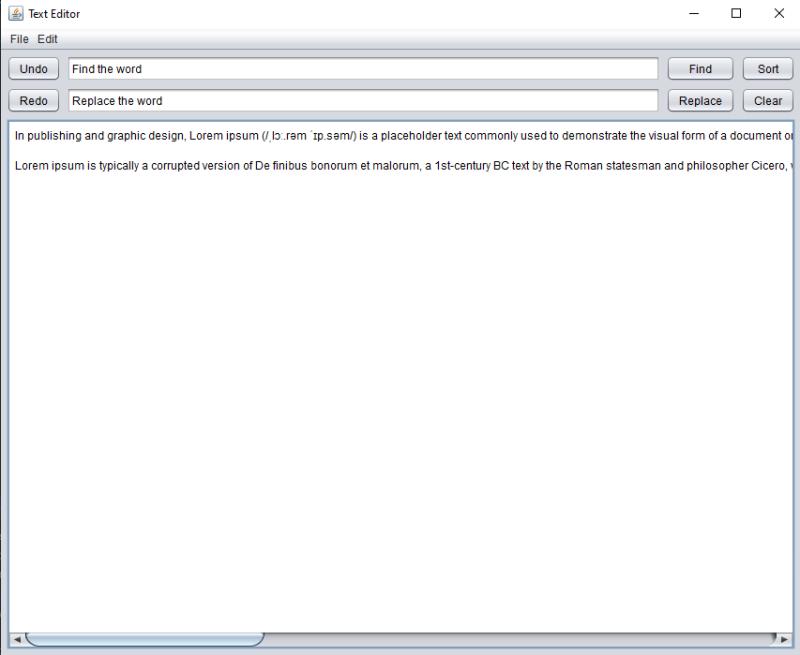 Text Editor
File Edit
Undo Find the word Find Sort
Redo Replace the word Replace Clear
In publishing and graphic design, Lorem ipsum (/ˌlɔː.rəm ˈɪp.səm/) is a placeholder text commonly used to demonstrate the visual form of a document
Lorem ipsum is typically a corrupted version of De finibus bonorum et malorum, a 1st-century BC text by the Roman statesman and philosopher Cicero,